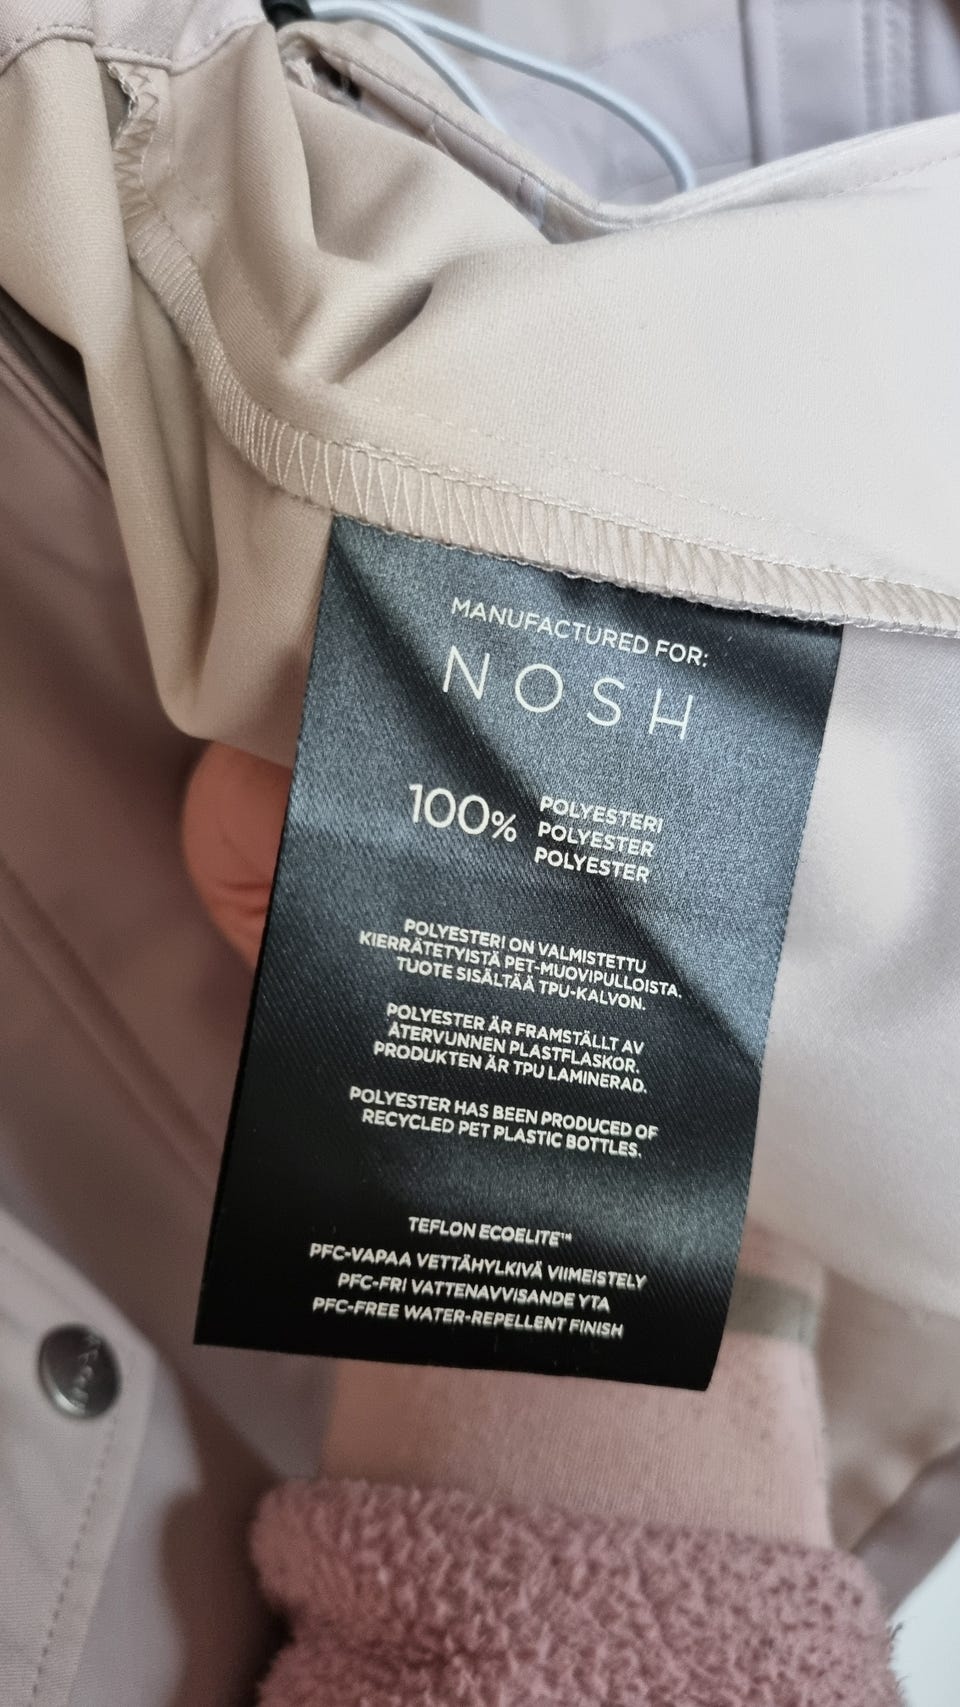 MANUFACTURED FOR:
NOSH
100% POLYESTERI
POLYESTER
POLYESTER
POLYESTERI ON VALMISTETTU
KIERRÄTETYISTÄ PET-MUOVIPULLOISTA.
TUOTE SISÄLTÄÄ TPU-KALVON.
POLYESTER ÄR FRAMSTÄLLT AV
ÅTERVUNNEN PLASTFLASKOR.
PRODUKTEN ÄR TPU LAMINERAD.
POLYESTER HAS BEEN PRODUCED OF
RECYCLED PET PLASTIC BOTTLES.
TEFLON ECOELITE™
PFC-VAPAA VETTÄHYLKIVÄ VIIMEISTELY
PFC-FRI VATTENAVVISANDE YTA
PFC-FREE WATER-REPELLENT FINISH